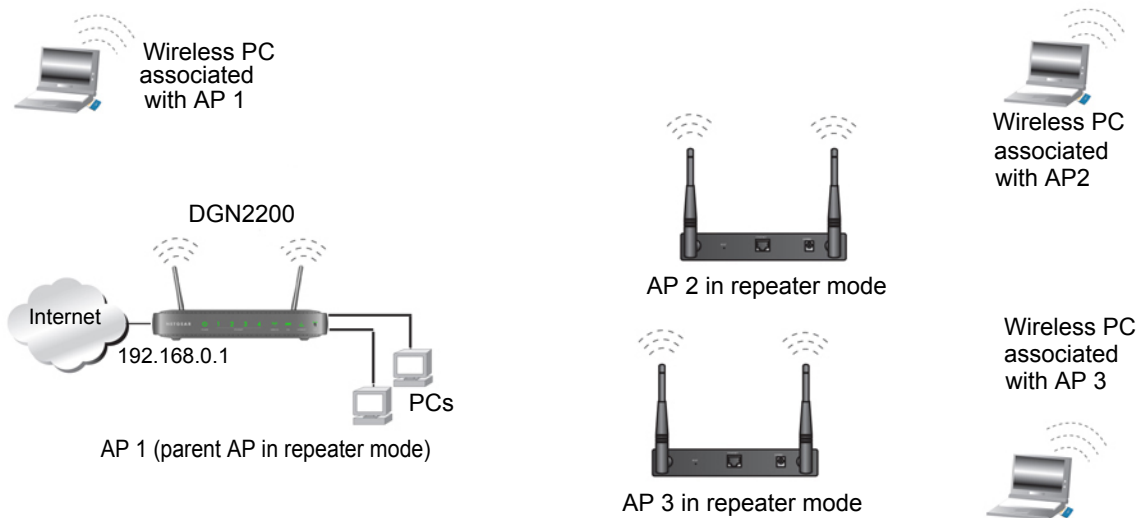 Wireless PC
associated
with AP 1
DGN2200
Internet
192.168.0.1
PCs
AP 1 (parent AP in repeater mode)
AP 2 in repeater mode
AP 3 in repeater mode
Wireless PC
associated
with AP2
Wireless PC
associated
with AP 3